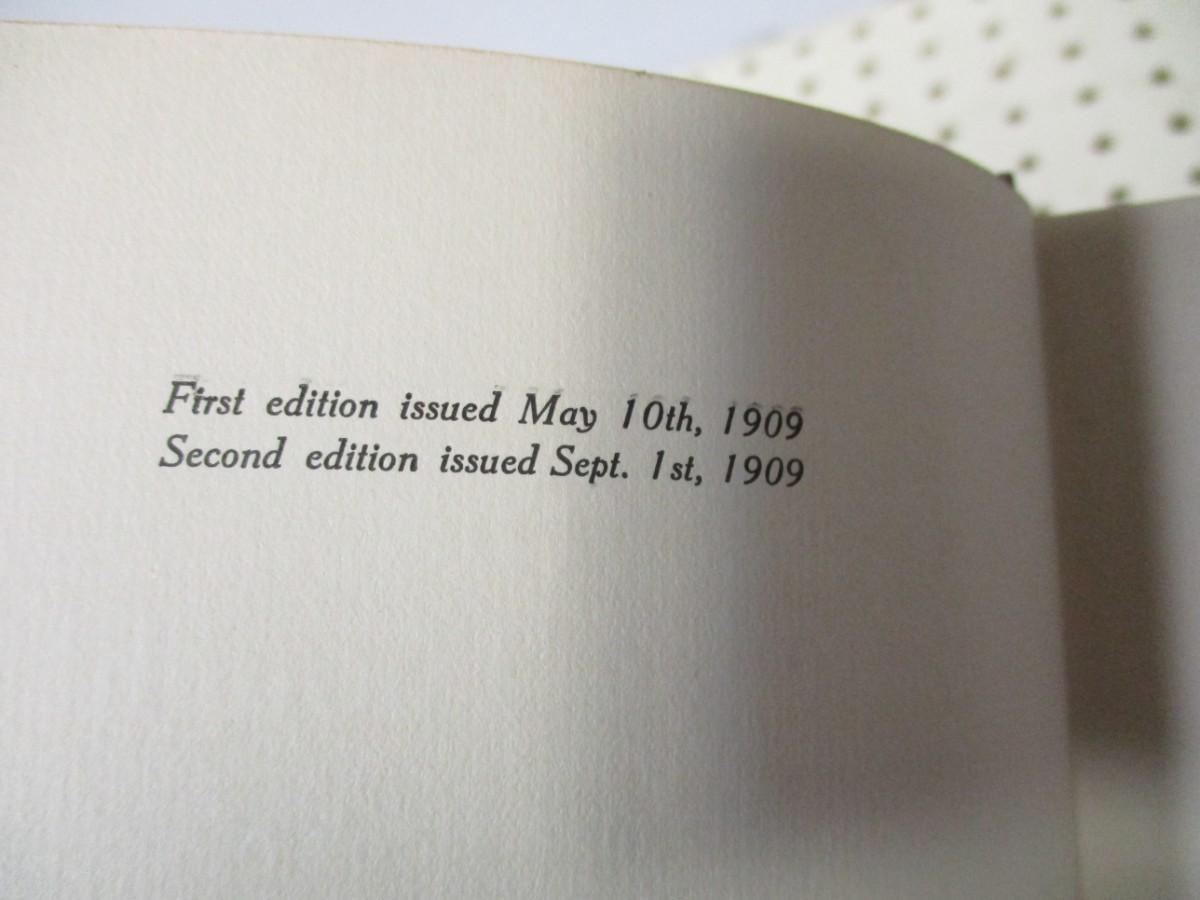 First edition issued May 10th, 1909
Second edition issued Sept. 1st, 1909